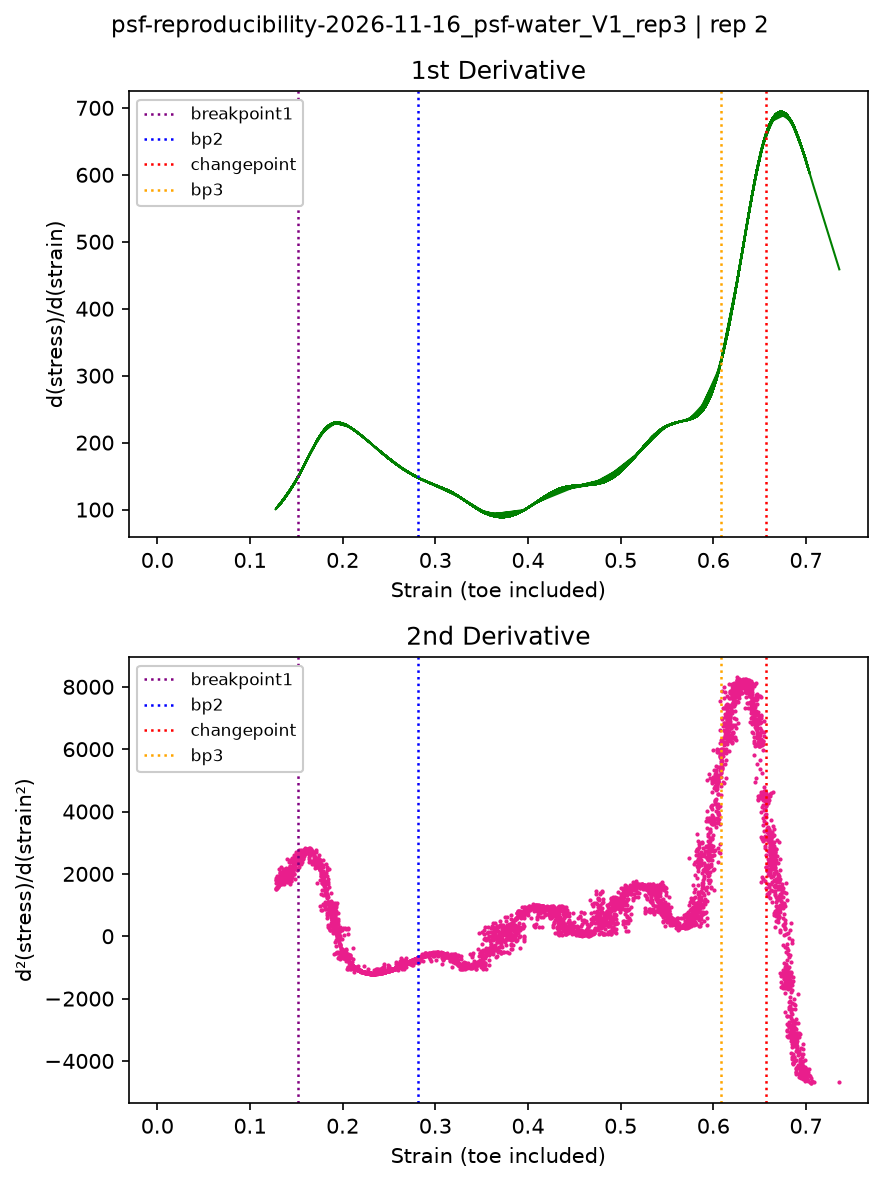 psf-reproducibility-2026-11-16_psf-water_V1_rep3 | rep 2
1st Derivative
breakpoint1
bp2
changepoint
bp3
d(stress)/d(strain)
700
600
500
400
300
200
100
0.0 0.1 0.2 0.3 0.4 0.5 0.6 0.7
Strain (toe included)
2nd Derivative
breakpoint1
bp2
changepoint
bp3
d²(stress)/d(strain²)
8000
6000
4000
2000
0
−2000
−4000
0.0 0.1 0.2 0.3 0.4 0.5 0.6 0.7
Strain (toe included)